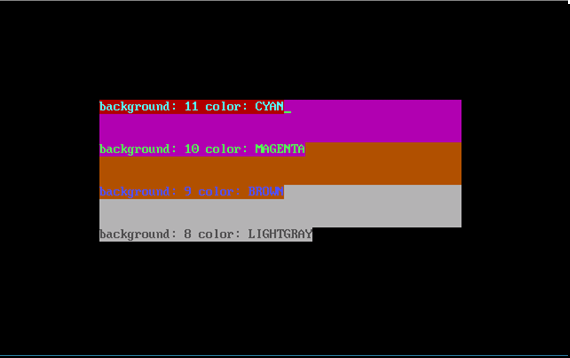 background: 11 color: CYAN_
background: 10 color: MAGENTA
background: 9 color: BROWN
background: 8 color: LIGHTGRAY